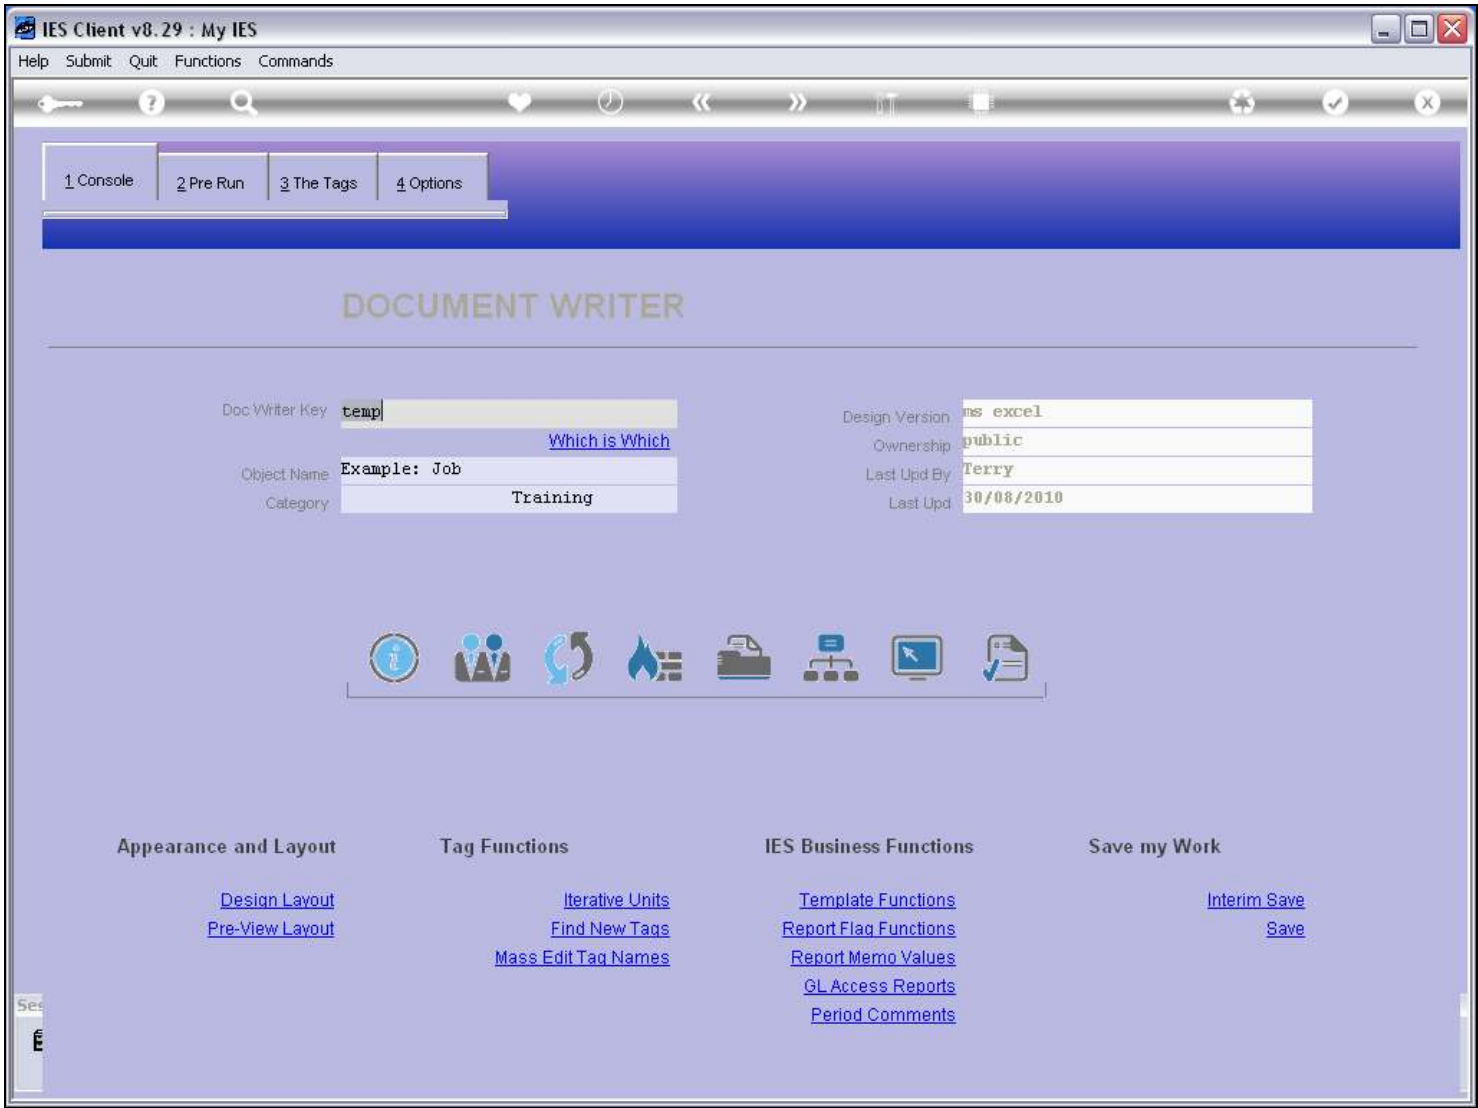 IES Client v8.29 : My IES
Help Submit Quit Functions Commands
1 Console
2 Pre Run
3 The Tags
4 Options
DOCUMENT WRITER
Doc Writer Key temp
Which is Which
Object Name Example: Job
Category Training
Design Version ms excel
Ownership public
Last Upd By Terry
Last Upd 30/08/2010
Appearance and Layout
Design Layout
Pre-View Layout
Tag Functions
Iterative Units
Find New Tags
Mass Edit Tag Names
IES Business Functions
Template Functions
Report Flag Functions
Report Memo Values
GL Access Reports
Period Comments
Save my Work
Interim Save
Save